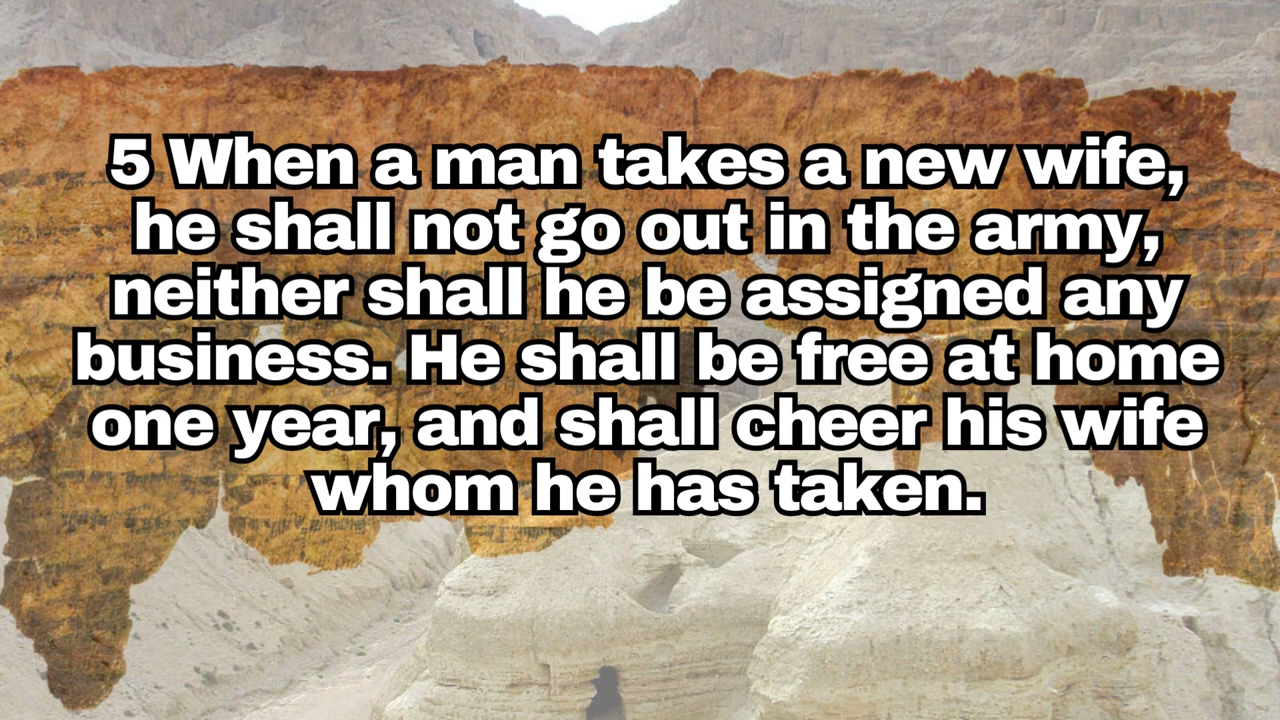 5 When a man takes a new wife,
he shall not go out in the army,
neither shall he be assigned any
business. He shall be free at home
one year, and shall cheer his wife
whom he has taken.